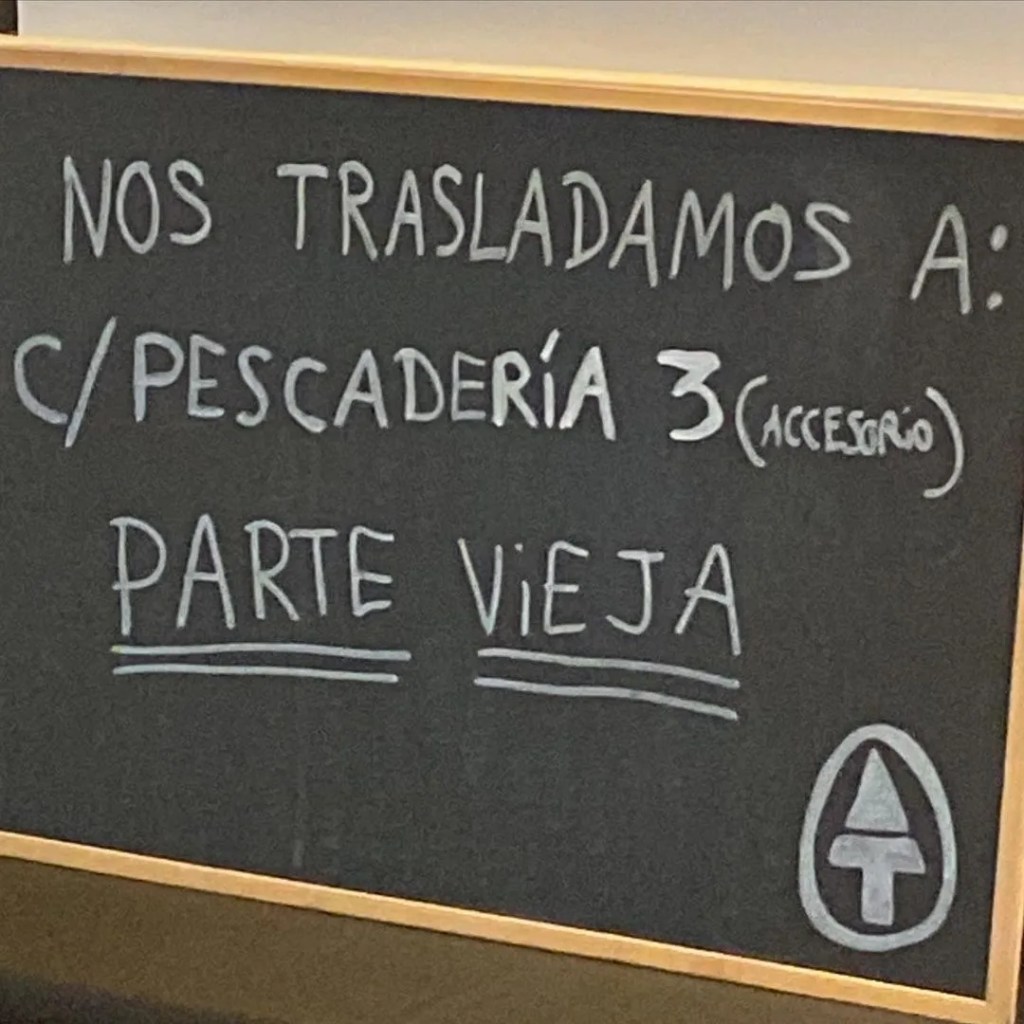 NOS TRASLADAMOS A:
C/PESCADERÍA 3 (ACCESORIO)
PARTE VIEJA